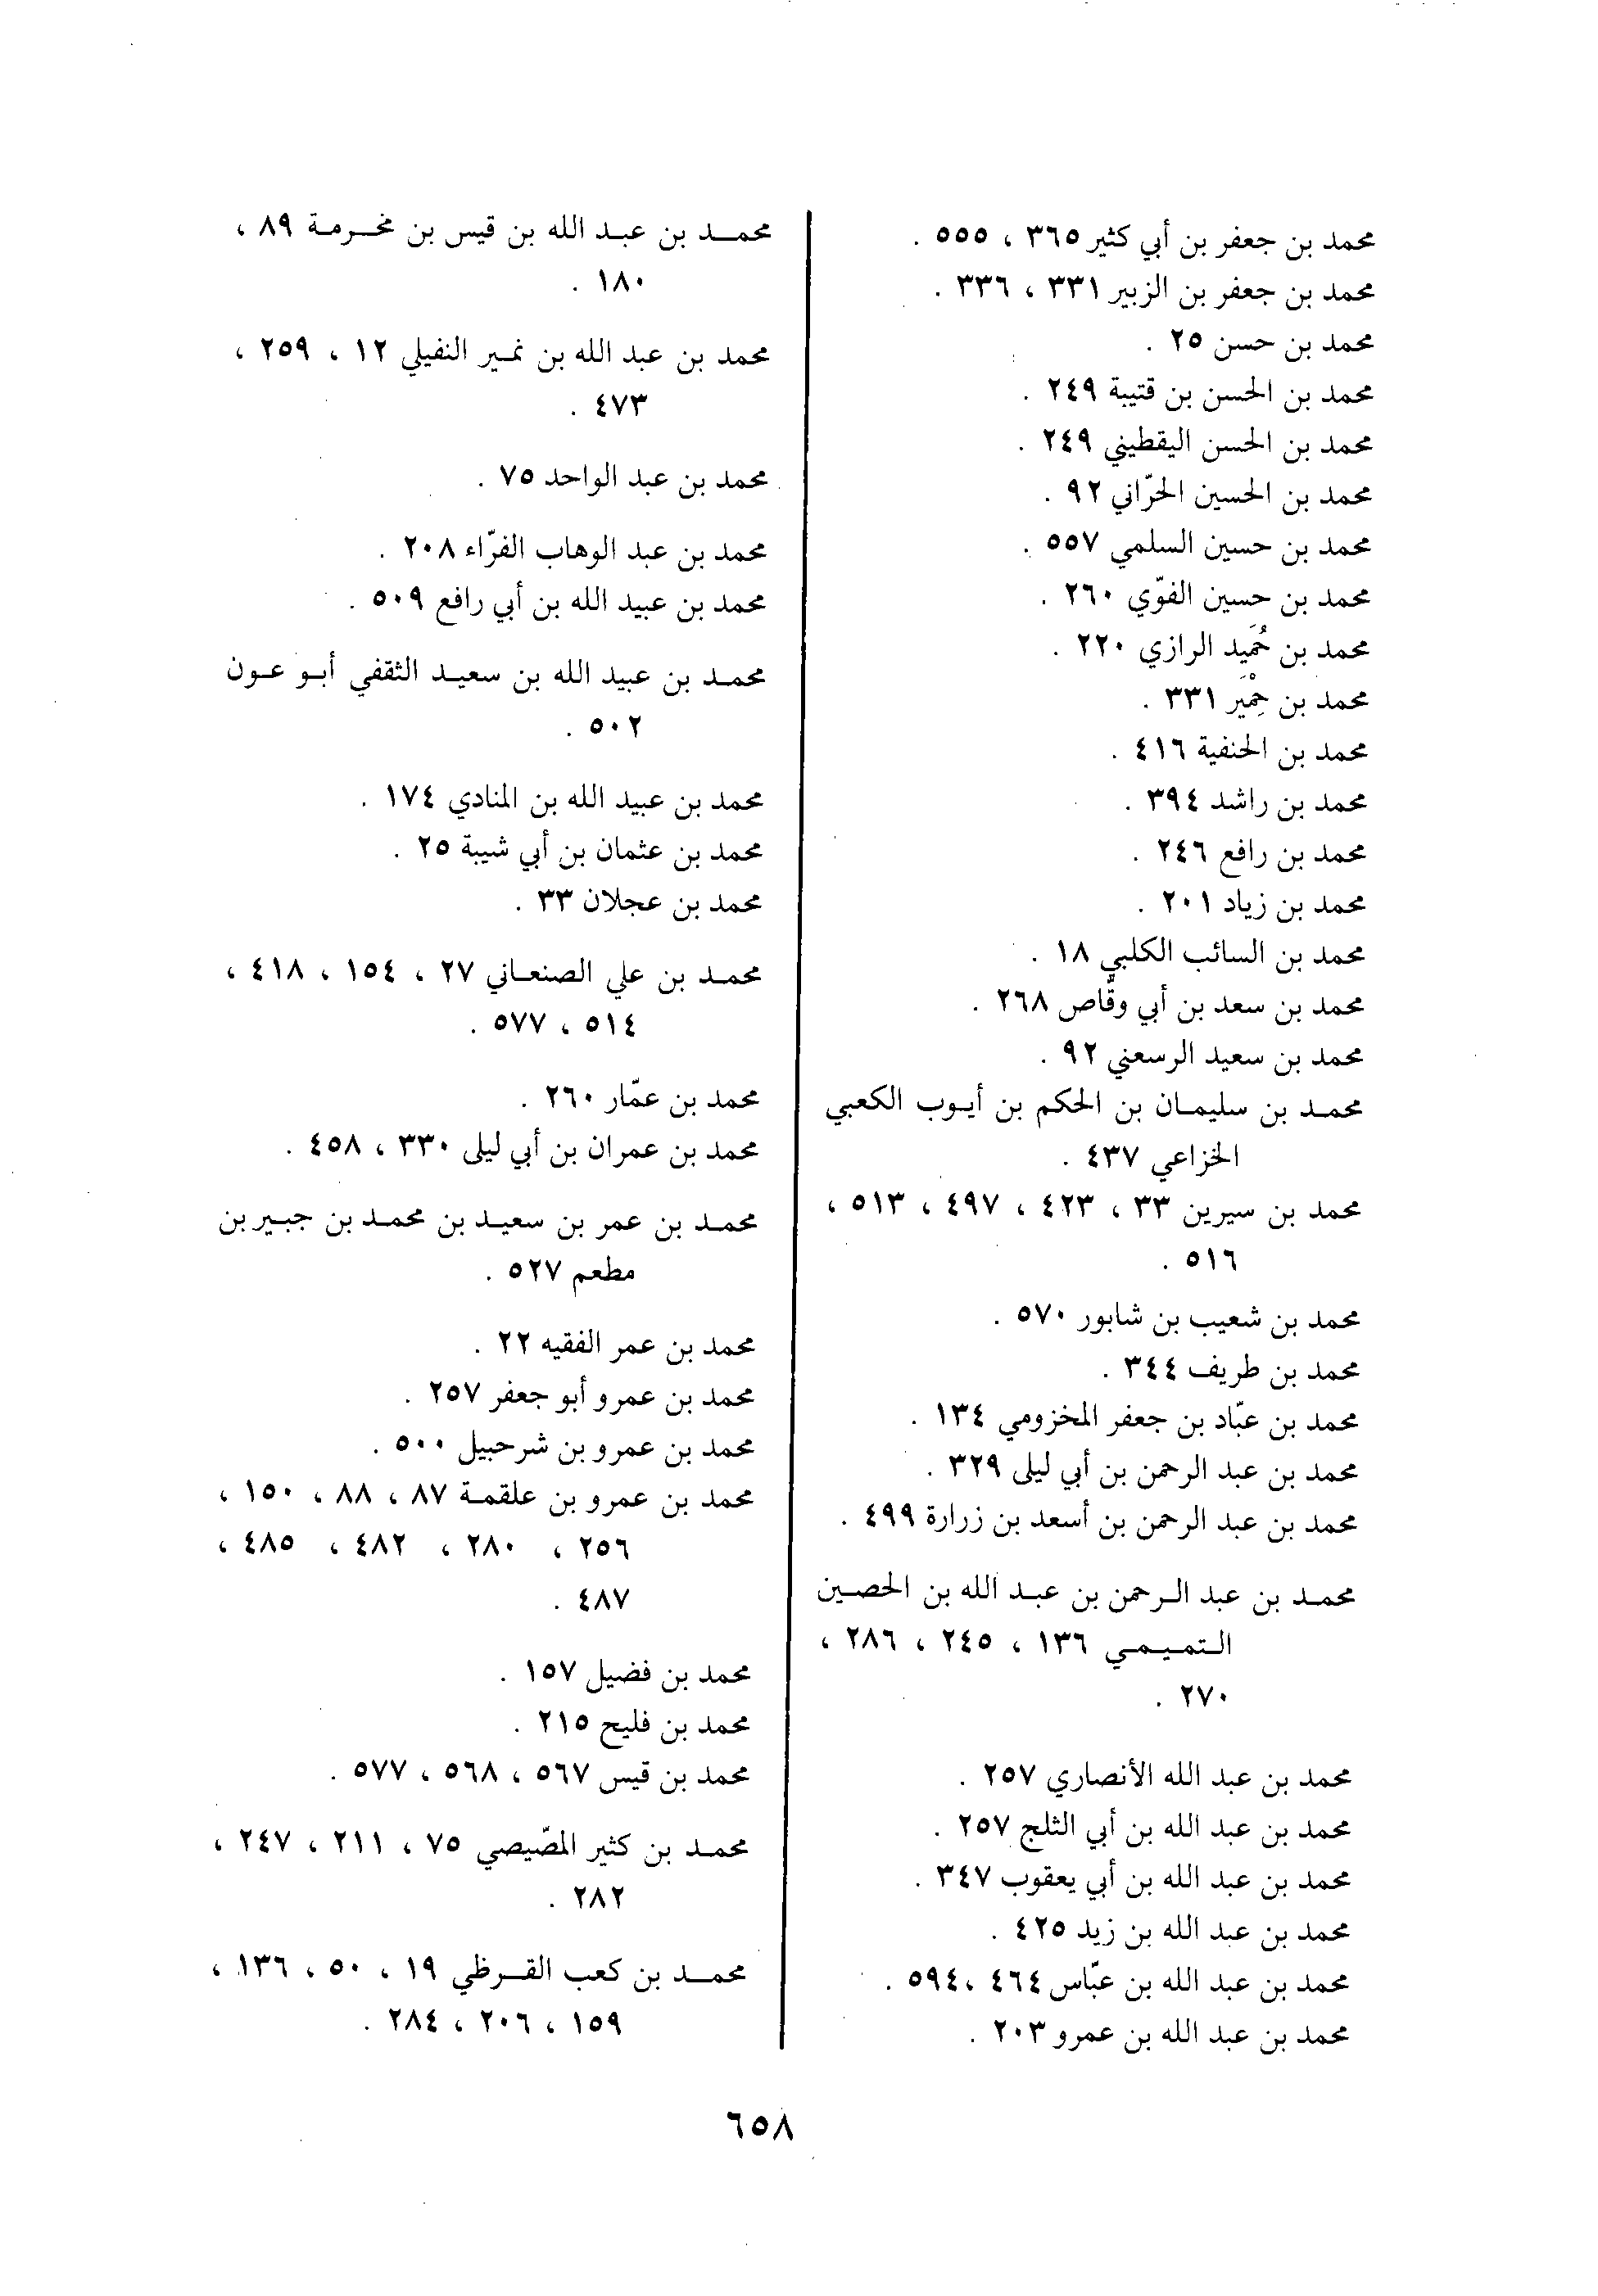 محمد بن جعفر بن أبي كثير ٣٦٥ ، ٥٥٥ .
محمد بن جعفر بن الزبير ٣٣١ ، ٣٣٦ .
محمد بن حسن ٢٥ .
محمد بن الحسن بن قتيبة ٢٤٩ .
محمد بن الحسن اليقطيني ٢٤٩ .
محمد بن الحسين الحرّاني ٩٢ .
محمد بن حسين السلمي ٥٥٧ .
محمد بن حسين الفوّي ٢٦٠ .
محمد بن حُمَيد الرازي ٢٢٠ .
محمد بن حِمْيَر ٣٣١ .
محمد بن الحنفية ٤١٦ .
محمد بن راشد ٣٩٤ .
محمد بن رافع ٢٤٦ .
محمد بن زياد ٢٠١ .
محمد بن السائب الكلبي ١٨ .
محمد بن سعد بن أبي وقّاص ٢٦٨ .
محمد بن سعيد الرسعني ٩٢ .
محمد بن سليمان بن الحكم بن أيوب الكعبي
الخزاعي ٤٣٧ .
محمد بن سيرين ٣٣ ، ٤٢٣ ، ٤٩٧ ، ٥١٣ ،
٥١٦ .
محمد بن شعيب بن شابور ٥٧٠ .
محمد بن طريف ٣٤٤ .
محمد بن عبّاد بن جعفر المخزومي ١٣٤ .
محمد بن عبد الرحمن بن أبي ليلى ٣٢٩ .
محمد بن عبد الرحمن بن أسعد بن زرارة ٤٩٩ .
محمد بن عبد الرحمن بن عبد الله بن الحصين
التميمي ١٣٦ ، ٢٤٥ ، ٢٨٦ ،
٢٧٠ .
محمد بن عبد الله الأنصاري ٢٥٧ .
محمد بن عبد الله بن أبي الثلج ٢٥٧ .
محمد بن عبد الله بن أبي يعقوب ٣٤٧ .
محمد بن عبد الله بن زيد ٤٢٥ .
محمد بن عبد الله بن عبّاس ٤٦٤ ، ٥٩٤ .
محمد بن عبد الله بن عمرو ٢٠٣ .
محمد بن عبد الله بن قيس بن مخرمة ٨٩ ،
١٨٠ .
محمد بن عبد الله بن نمير النفيلي ١٢ ، ٢٥٩ ،
٤٧٣ .
محمد بن عبد الواحد ٧٥ .
محمد بن عبد الوهاب الفرّاء ٢٠٨ .
محمد بن عبيد الله بن أبي رافع ٥٠٩ .
محمد بن عبيد الله بن سعيد الثقفي أبو عون
٥٠٢ .
محمد بن عبيد الله بن المنادي ١٧٤ .
محمد بن عثمان بن أبي شيبة ٢٥ .
محمد بن عجلان ٣٣ .
محمد بن علي الصنعاني ٢٧ ، ١٥٤ ، ٤١٨ ،
٥١٤ ، ٥٧٧ .
محمد بن عمّار ٢٦٠ .
محمد بن عمران بن أبي ليلى ٣٣٠ ، ٤٥٨ .
محمد بن عمر بن سعيد بن محمد بن جبير بن
مطعم ٥٢٧ .
محمد بن عمر الفقيه ٢٢ .
محمد بن عمرو أبو جعفر ٢٥٧ .
محمد بن عمرو بن شرحبيل ٥٠٠ .
محمد بن عمرو بن علقمة ٨٧ ، ٨٨ ، ١٥٠ ،
٢٥٦ ، ٢٨٠ ، ٤٨٢ ، ٤٨٥ ،
٤٨٧ .
محمد بن فضيل ١٥٧ .
محمد بن فليح ٢١٥ .
محمد بن قيس ٥٦٧ ، ٥٦٨ ، ٥٧٧ .
محمد بن كثير المصّيصي ٧٥ ، ٢١١ ، ٢٤٧ ،
٢٨٢ .
محمد بن كعب القرظي ١٩ ، ٥٠ ، ١٣٦ ،
١٥٩ ، ٢٠٦ ، ٢٨٤ .
٦٥٨